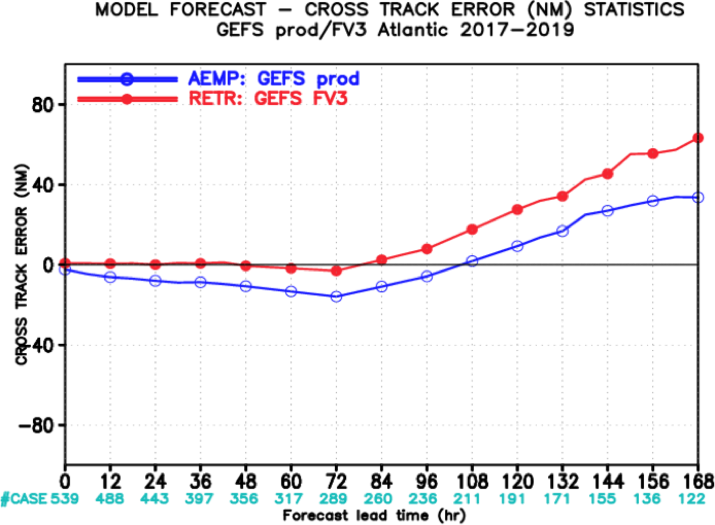 MODEL FORECAST – CROSS TRACK ERROR (NM) STATISTICS
GEFS prod/FV3 Atlantic 2017–2019
AEMP: GEFS prod
RETR: GEFS FV3
CROSS TRACK ERROR (NM)
80
40
0
−40
−80
0 12 24 36 48 60 72 84 96 108 120 132 144 156 168
#CASE 539 488 443 397 356 317 289 260 236 211 191 171 155 136 122
Forecast lead time (hr)